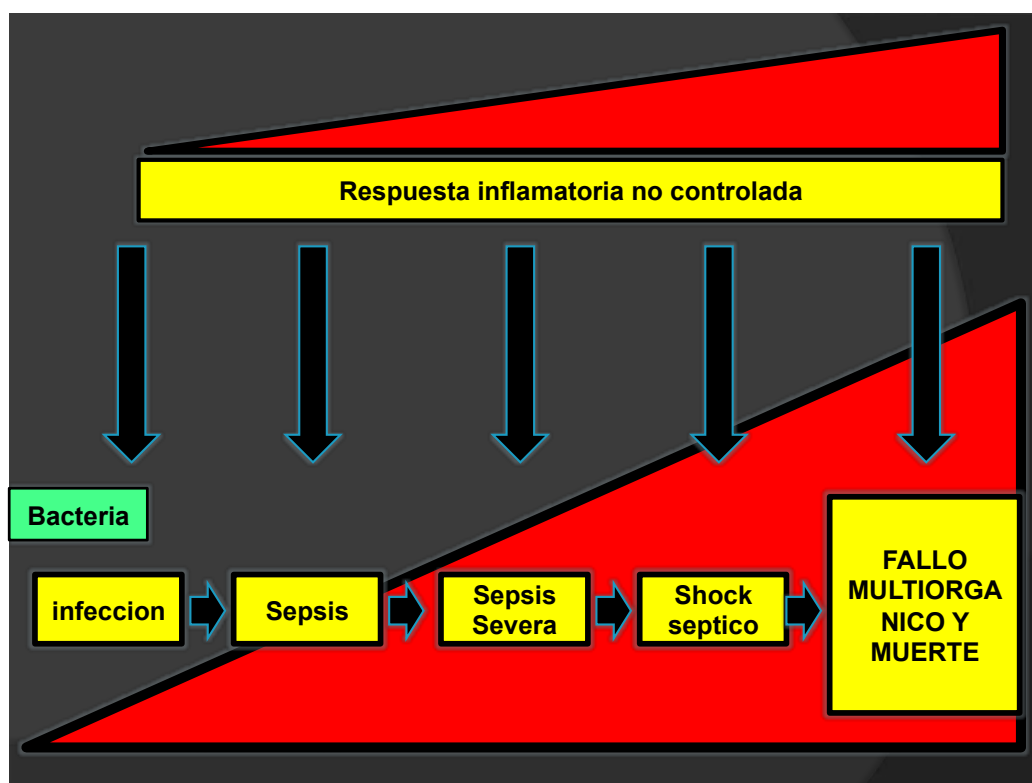 Respuesta inflamatoria no controlada
Bacteria
infeccion
Sepsis
Sepsis
Severa
Shock
septico
FALLO
MULTIORGA
NICO Y
MUERTE